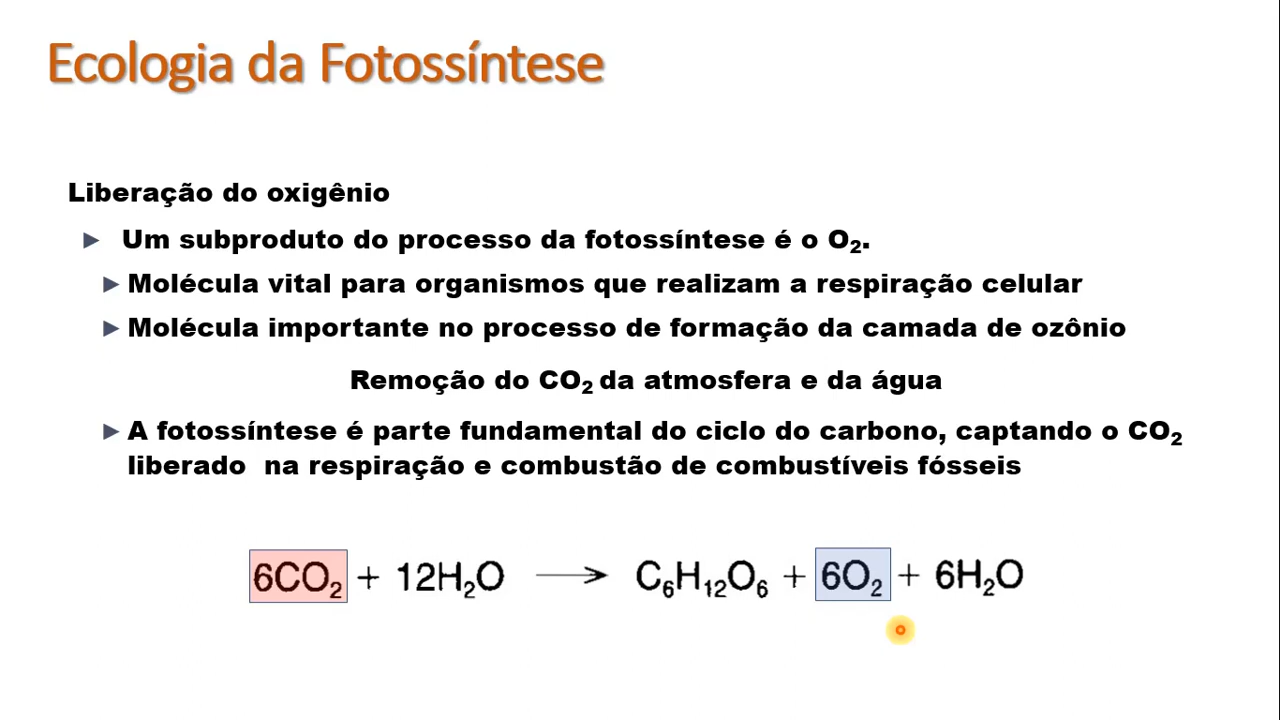 Ecologia da Fotossíntese
Liberação do oxigênio
► Um subproduto do processo da fotossíntese é o O₂.
► Molécula vital para organismos que realizam a respiração celular
► Molécula importante no processo de formação da camada de ozônio
Remoção do CO₂ da atmosfera e da água
► A fotossíntese é parte fundamental do ciclo do carbono, captando o CO₂
liberado na respiração e combustão de combustíveis fósseis
6CO₂ + 12H₂O → C₆H₁₂O₆ + 6O₂ + 6H₂O